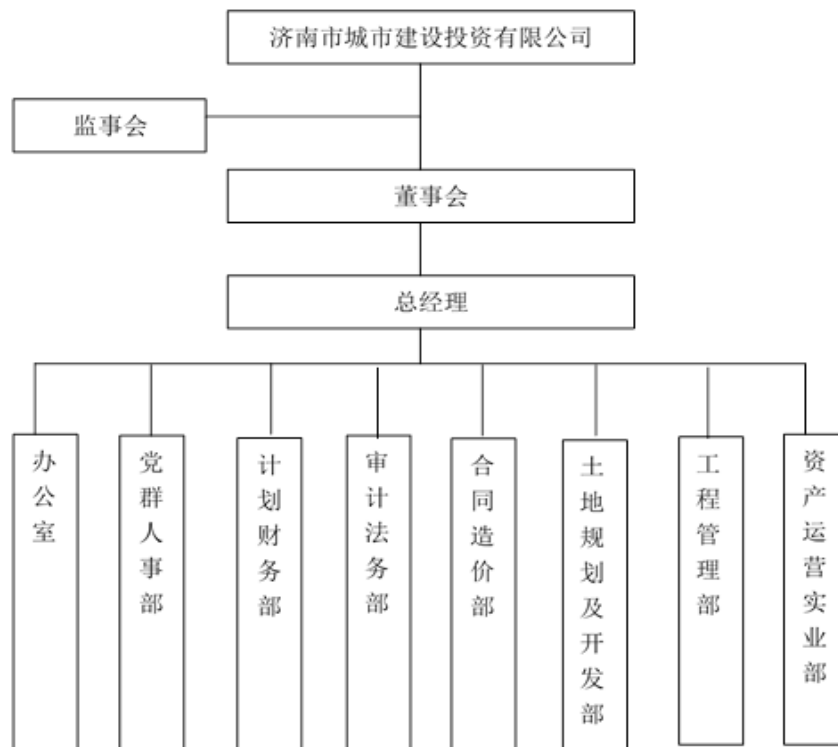 济南市城市建设投资有限公司
监事会
董事会
总经理
办公室
党群人事部
计划财务部
审计法务部
合同造价部
土地规划及开发部
工程管理部
资产运营实业部